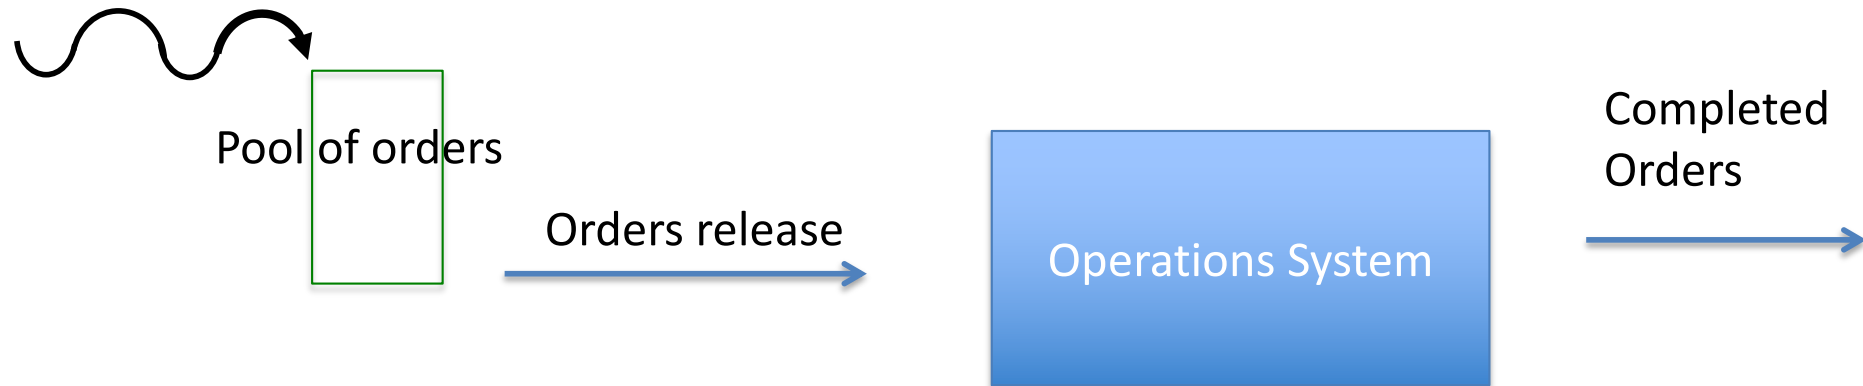 Pool of orders
Orders release
Operations System
Completed
Orders